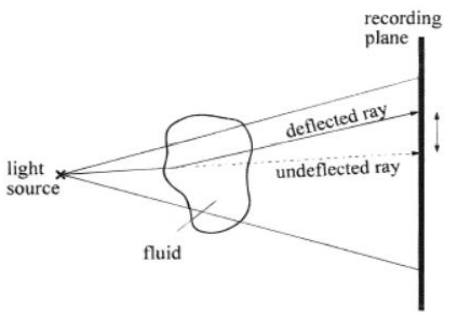 recording
plane
deflected ray
undeflected ray
light
source
fluid